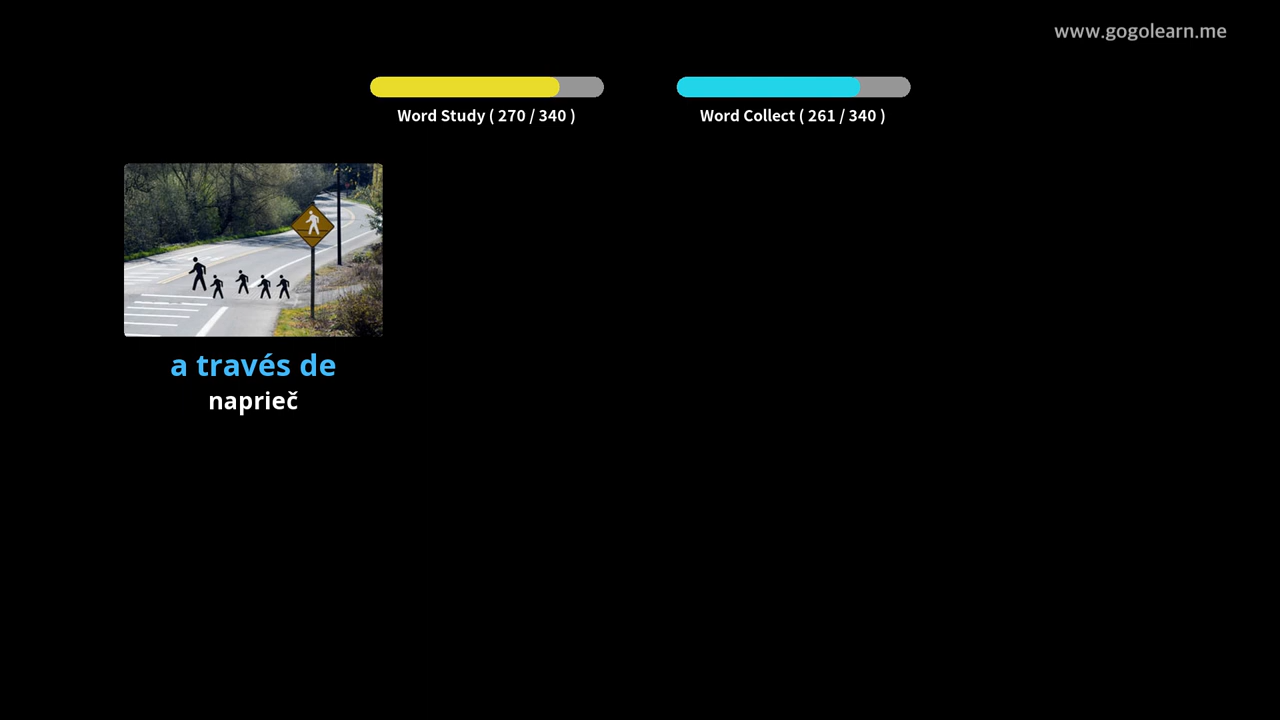 www.gogolearn.me
Word Study ( 270 / 340 )
Word Collect ( 261 / 340 )
a través de
naprieč